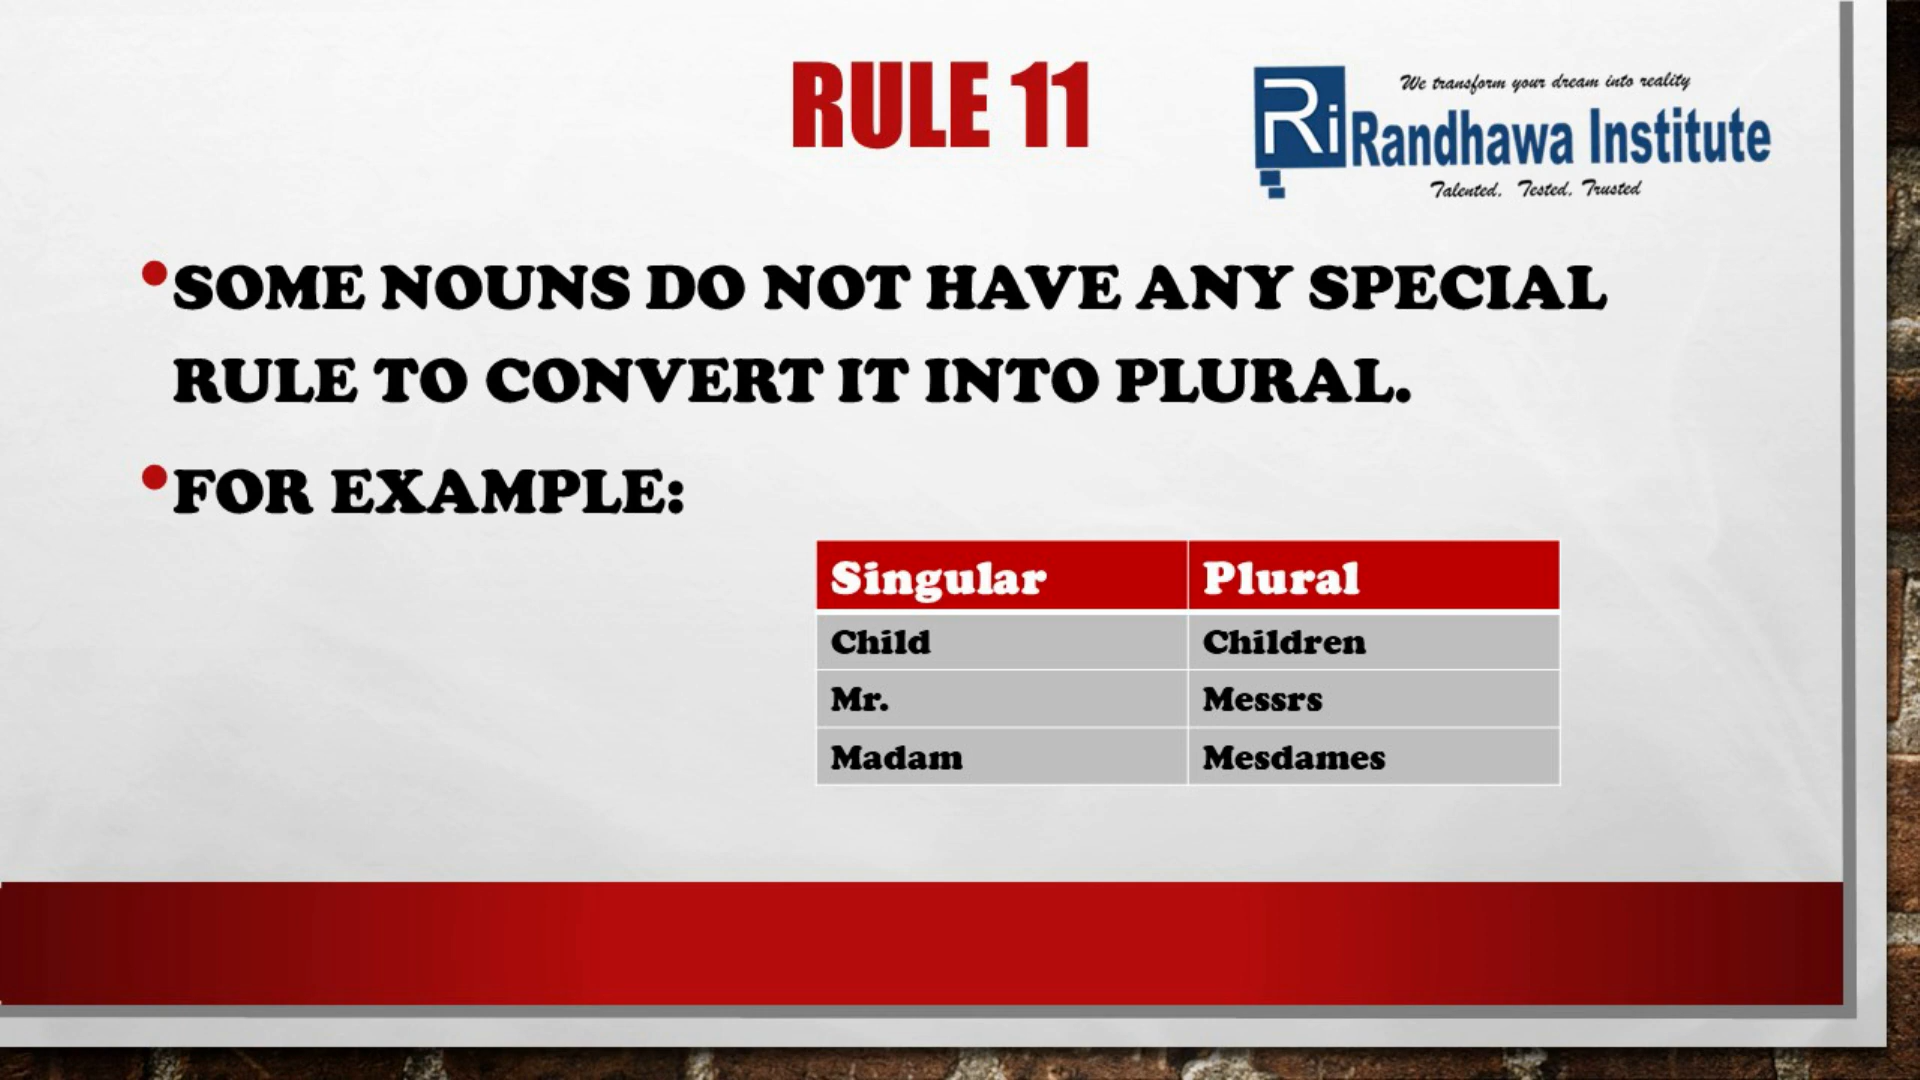 RULE 11
We transform your dream into reality
Ri Randhawa Institute
Talented. Tested. Trusted
•SOME NOUNS DO NOT HAVE ANY SPECIAL
RULE TO CONVERT IT INTO PLURAL.
•FOR EXAMPLE:
Singular Plural
Child Children
Mr. Messrs
Madam Mesdames